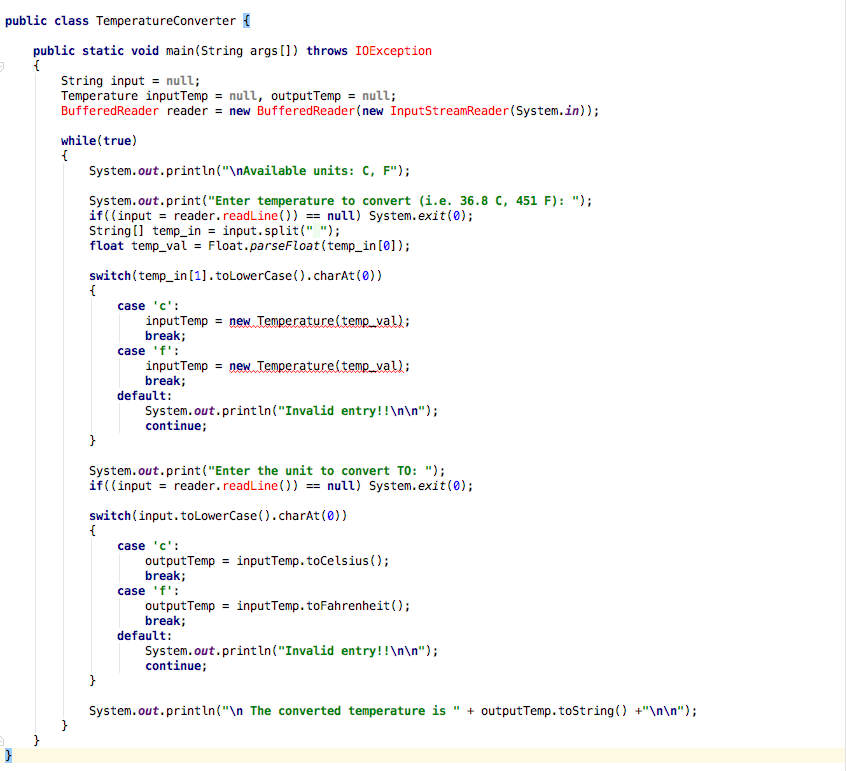 public class TemperatureConverter {
public static void main(String args[]) throws IOException
{
String input = null;
Temperature inputTemp = null, outputTemp = null;
BufferedReader reader = new BufferedReader(new InputStreamReader(System.in));
while(true)
{
System.out.println("\nAvailable units: C, F");
System.out.print("Enter temperature to convert (i.e. 36.8 C, 451 F): ");
if((input = reader.readLine()) == null) System.exit(0);
String[] temp_in = input.split(" ");
float temp_val = Float.parseFloat(temp_in[0]);
switch(temp_in[1].toLowerCase().charAt(0))
{
case 'c':
inputTemp = new Temperature(temp_val);
break;
case 'f':
inputTemp = new Temperature(temp_val);
break;
default:
System.out.println("Invalid entry!!\n\n");
continue;
}
System.out.print("Enter the unit to convert TO: ");
if((input = reader.readLine()) == null) System.exit(0);
switch(input.toLowerCase().charAt(0))
{
case 'c':
outputTemp = inputTemp.toCelsius();
break;
case 'f':
outputTemp = inputTemp.toFahrenheit();
break;
default:
System.out.println("Invalid entry!!\n\n");
continue;
}
System.out.println("\n The converted temperature is " + outputTemp.toString() +"\n\n");
}
}
}